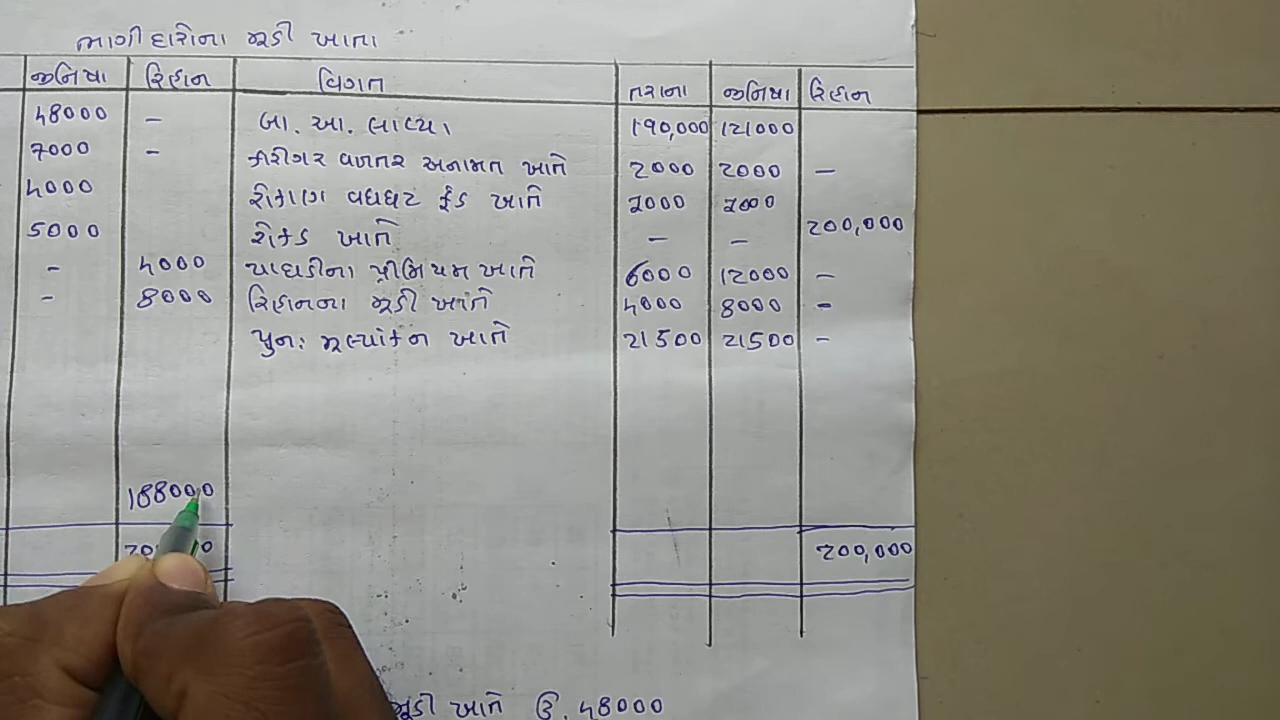 ભાગીદારોના મૂડી ખાતા
જનિષા રિહાન વિગત તરાના જનિષા રિહાન
48000 - બા. આ. લાવ્યા 190,000 121000
7000 - કારીગર વળતર અનામત ખાતે 2000 2000 -
4000 રોકાણ વધઘટ ફંડ ખાતે 2000 2000
5000 રોકડ ખાતે - - 200,000
- 4000 પાઘડીના પ્રીમિયમ ખાતે 6000 12000 -
- 8000 રિહાનના મૂડી ખાતે 4000 8000 -
પુનઃ મૂલ્યાંકન ખાતે 21500 21500 -
188000
200,000
મૂડી ખાતે ઉ. 48000